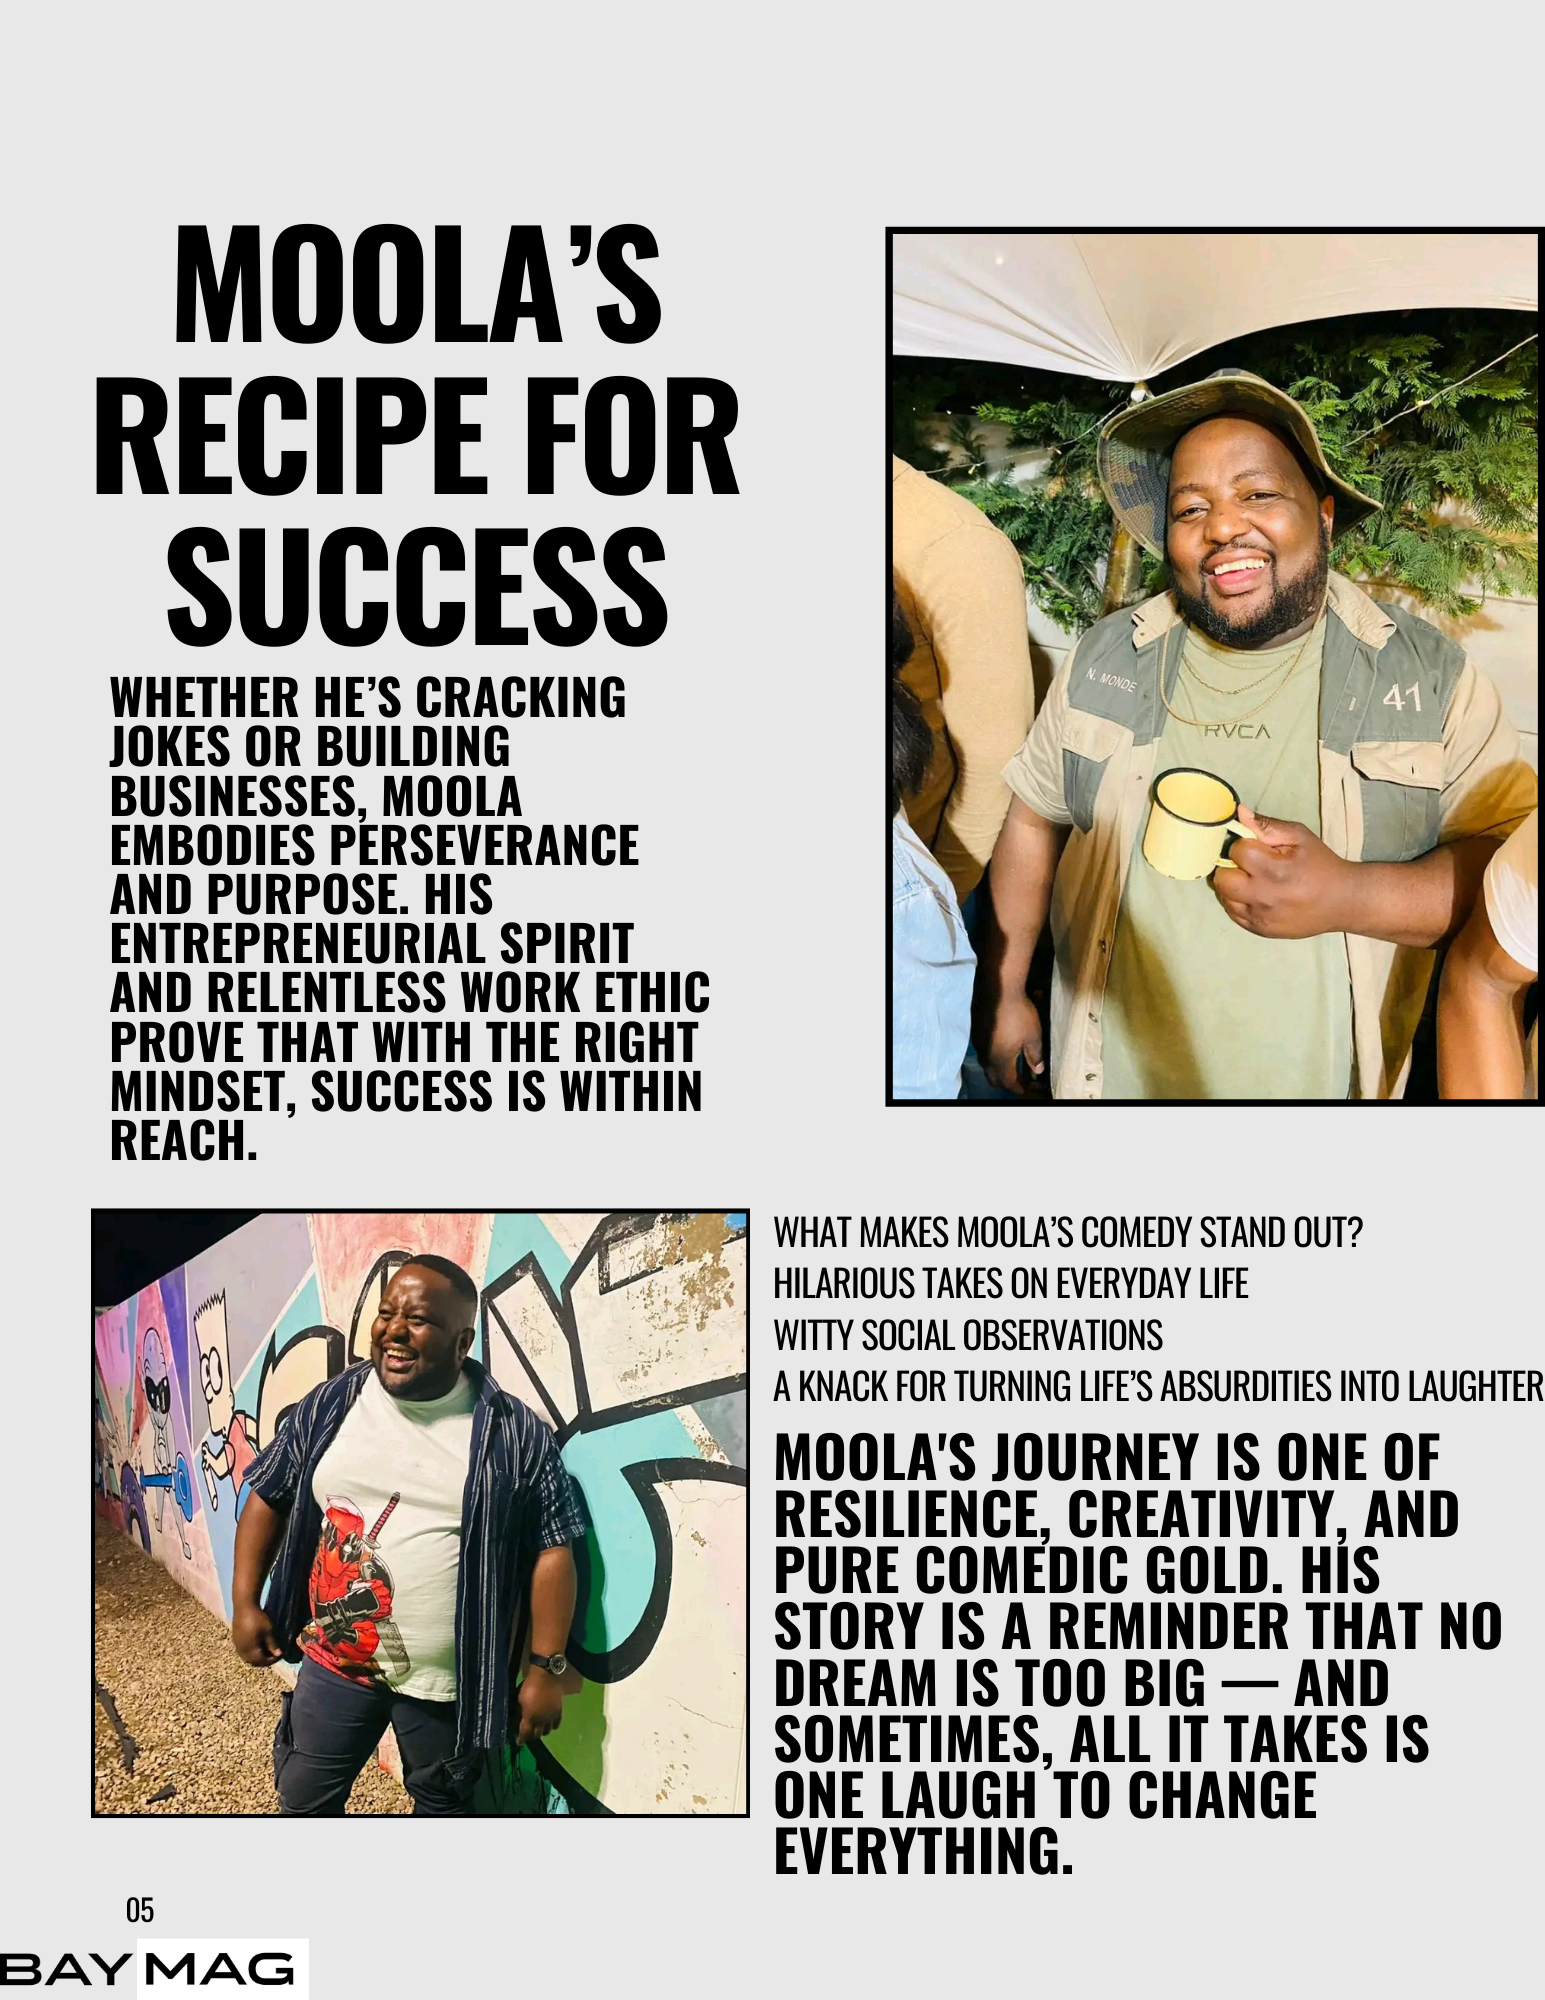 MOOLA’S
RECIPE FOR
SUCCESS
WHETHER HE’S CRACKING
JOKES OR BUILDING
BUSINESSES, MOOLA
EMBODIES PERSEVERANCE
AND PURPOSE. HIS
ENTREPRENEURIAL SPIRIT
AND RELENTLESS WORK ETHIC
PROVE THAT WITH THE RIGHT
MINDSET, SUCCESS IS WITHIN
REACH.
N. MONDE
41
RVCA
WHAT MAKES MOOLA’S COMEDY STAND OUT?
HILARIOUS TAKES ON EVERYDAY LIFE
WITTY SOCIAL OBSERVATIONS
A KNACK FOR TURNING LIFE’S ABSURDITIES INTO LAUGHTER
MOOLA'S JOURNEY IS ONE OF
RESILIENCE, CREATIVITY, AND
PURE COMEDIC GOLD. HIS
STORY IS A REMINDER THAT NO
DREAM IS TOO BIG — AND
SOMETIMES, ALL IT TAKES IS
ONE LAUGH TO CHANGE
EVERYTHING.
05
BAYMAG